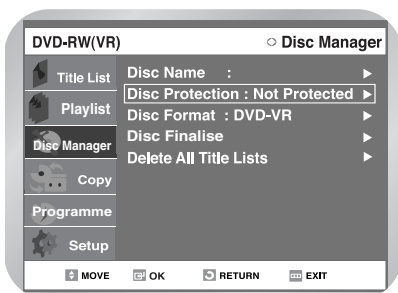 DVD-RW(VR) Disc Manager
Title List
Playlist
Disc Manager
Copy
Programme
Setup
Disc Name :
Disc Protection : Not Protected
Disc Format : DVD-VR
Disc Finalise
Delete All Title Lists
MOVE OK RETURN EXIT